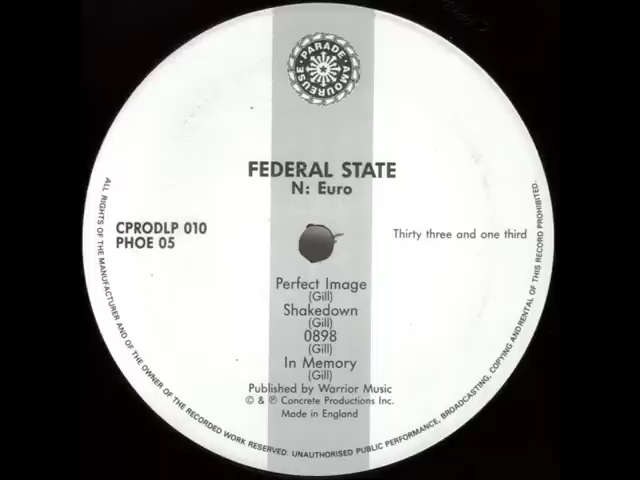 PARADE AMOUREUSE
FEDERAL STATE
N: Euro
CPRODLP 010
PHOE 05
Thirty three and one third
Perfect Image
(Gill)
Shakedown
(Gill)
0898
(Gill)
In Memory
(Gill)
Published by Warrior Music
© & ℗ Concrete Productions Inc.
Made in England
ALL RIGHTS OF THE MANUFACTURER AND OF THE OWNER OF THE RECORDED WORK RESERVED. UNAUTHORISED PUBLIC PERFORMANCE, BROADCASTING, COPYING AND RENTAL OF THIS RECORD PROHIBITED.